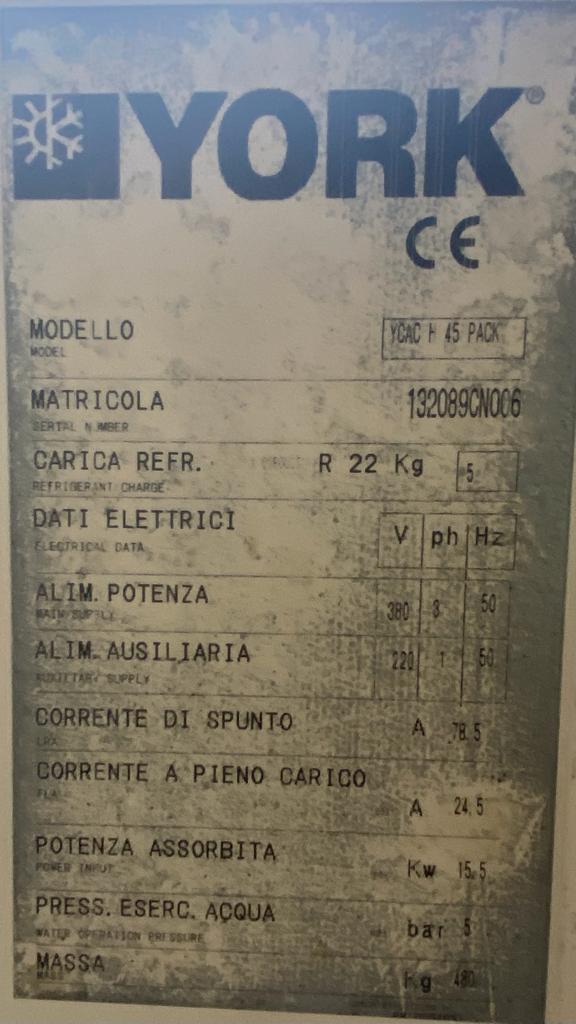 YORK®
CE
MODELLO YCAC H 45 PACK
MODEL
MATRICOLA 132089CN006
SERIAL NUMBER
CARICA REFR. R 22 Kg 5
REFRIGERANT CHARGE
DATI ELETTRICI V ph Hz
ELECTRICAL DATA
ALIM. POTENZA 380 3 50
MAIN SUPPLY
ALIM. AUSILIARIA 220 1 50
AUXILIARY SUPPLY
CORRENTE DI SPUNTO A 78.5
LRA
CORRENTE A PIENO CARICO
FLA
A 24.5
POTENZA ASSORBITA Kw 15.5
POWER INPUT
PRESS. ESERC. ACQUA bar 5
WATER OPERATION PRESSURE
MASSA Kg 480
MASS